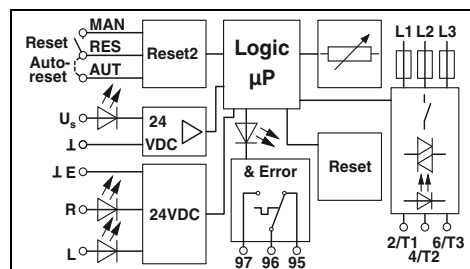 MAN
Reset
RES
Auto-
reset
AUT
Reset2
Logic
µP
L1 L2 L3
Us
⊥
24
VDC
⊥ E
R
L
24VDC
& Error
97 96 95
Reset
2/T1 6/T3
4/T2